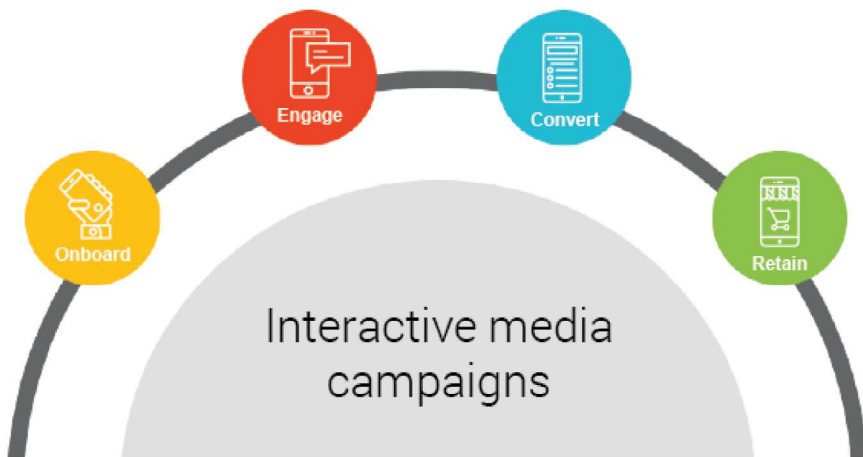 Engage
Convert
Onboard
Retain
Interactive media
campaigns